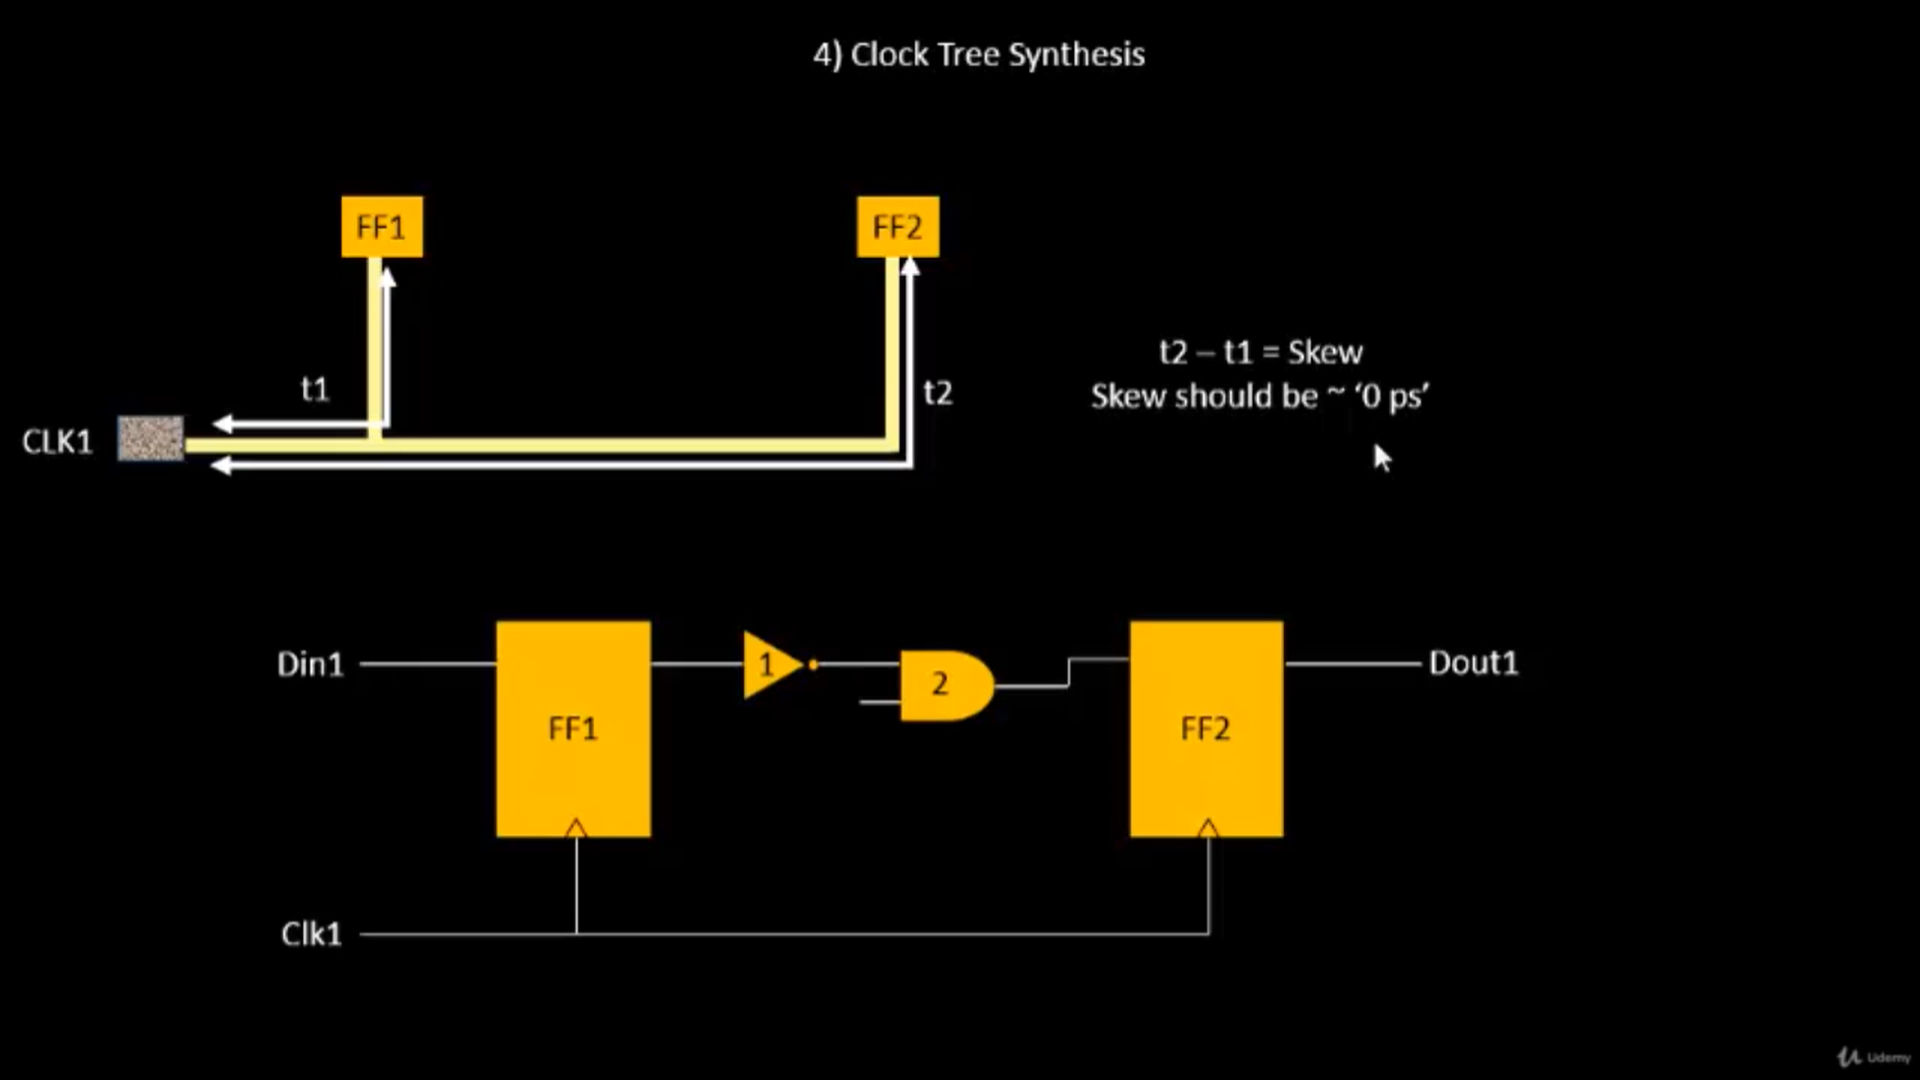 4) Clock Tree Synthesis
FF1
FF2
t1
t2
t2 – t1 = Skew
Skew should be ~ ‘0 ps’
CLK1
Din1
1
2
Dout1
FF1
FF2
Clk1
Udemy